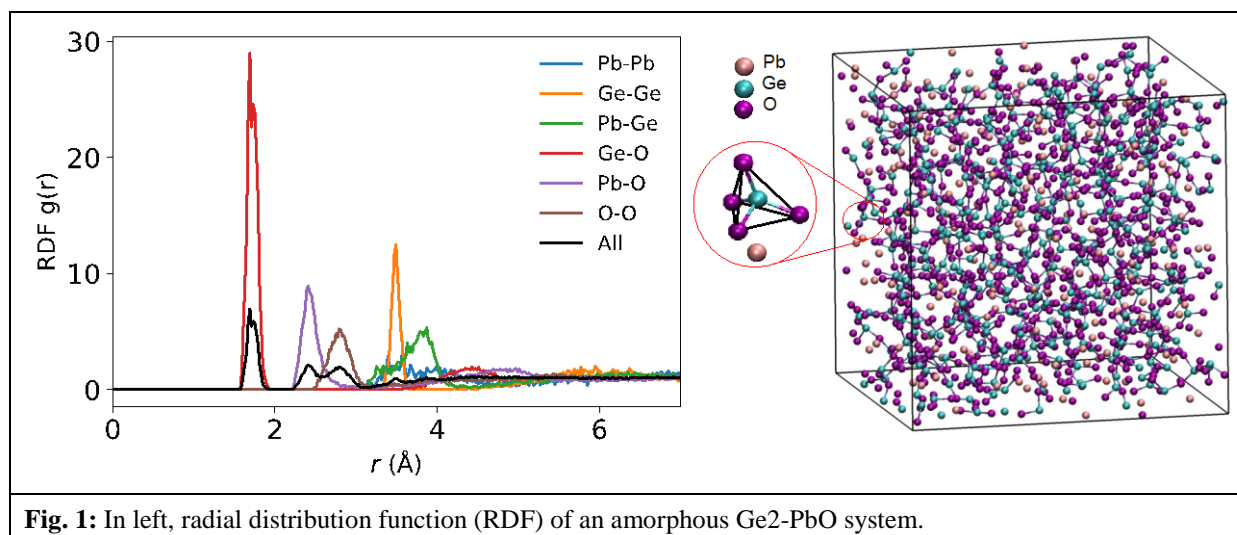 30
20
10
0
RDF g(r)
0
2
4
6
r (Å)
Pb-Pb
Ge-Ge
Pb-Ge
Ge-O
Pb-O
O-O
All
Pb
Ge
O
Fig. 1: In left, radial distribution function (RDF) of an amorphous Ge2-PbO system.